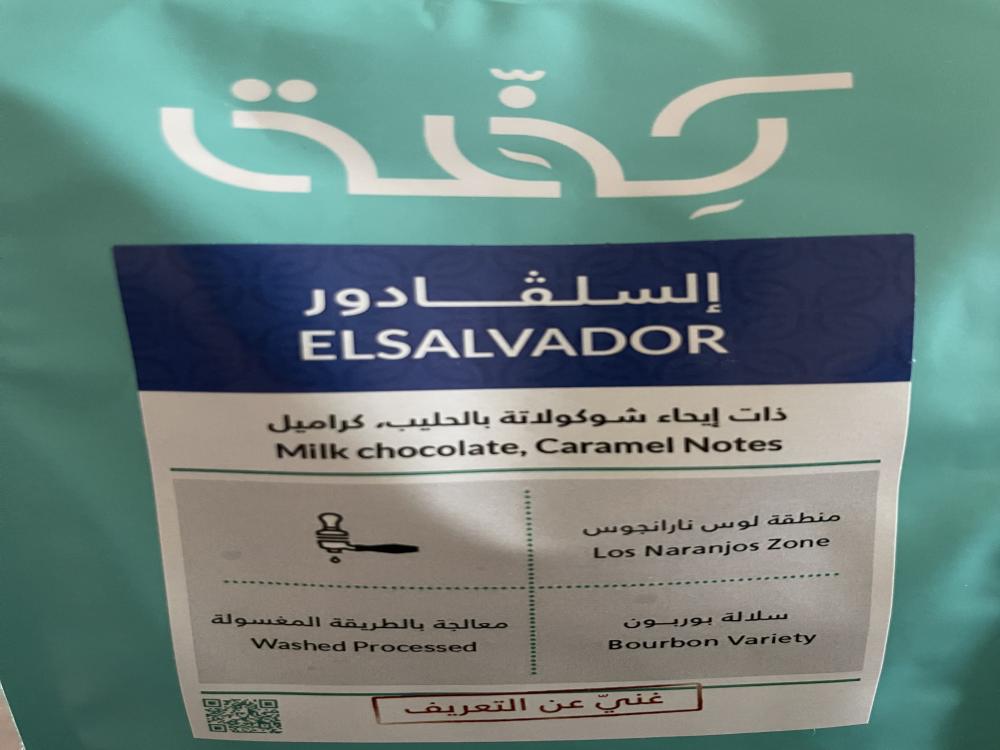 كِفّة
إلسلڤادور
ELSALVADOR
ذات إيحاء شوكولاتة بالحليب، كراميل
Milk chocolate, Caramel Notes
منطقة لوس نارانجوس
Los Naranjos Zone
سلالة بوربون
Bourbon Variety
معالجة بالطريقة المغسولة
Washed Processed
غنيّ عن التعريف